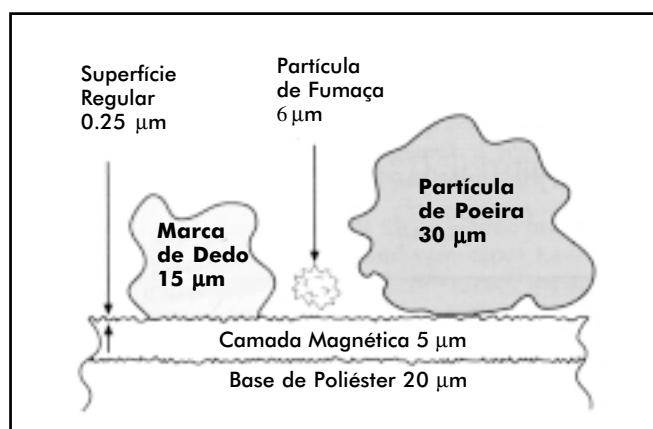 Superfície
Regular
0.25 μm
Partícula
de Fumaça
6 μm
Marca
de Dedo
15 μm
Partícula
de Poeira
30 μm
Camada Magnética 5 μm
Base de Poliéster 20 μm